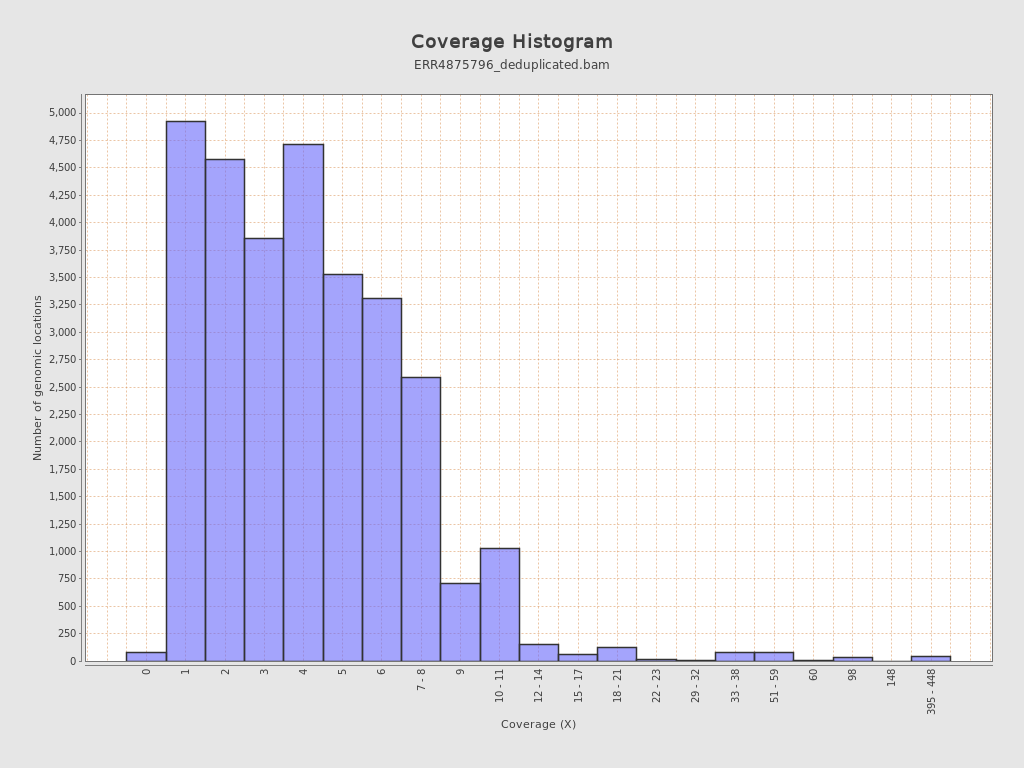 Coverage Histogram
ERR4875796_deduplicated.bam
Number of genomic locations
5,000
4,750
4,500
4,250
4,000
3,750
3,500
3,250
3,000
2,750
2,500
2,250
2,000
1,750
1,500
1,250
1,000
750
500
250
0
0
1
2
3
4
5
6
7 - 8
9
10 - 11
12 - 14
15 - 17
18 - 21
22 - 23
29 - 32
33 - 38
51 - 59
60
98
148
395 - 448
Coverage (X)